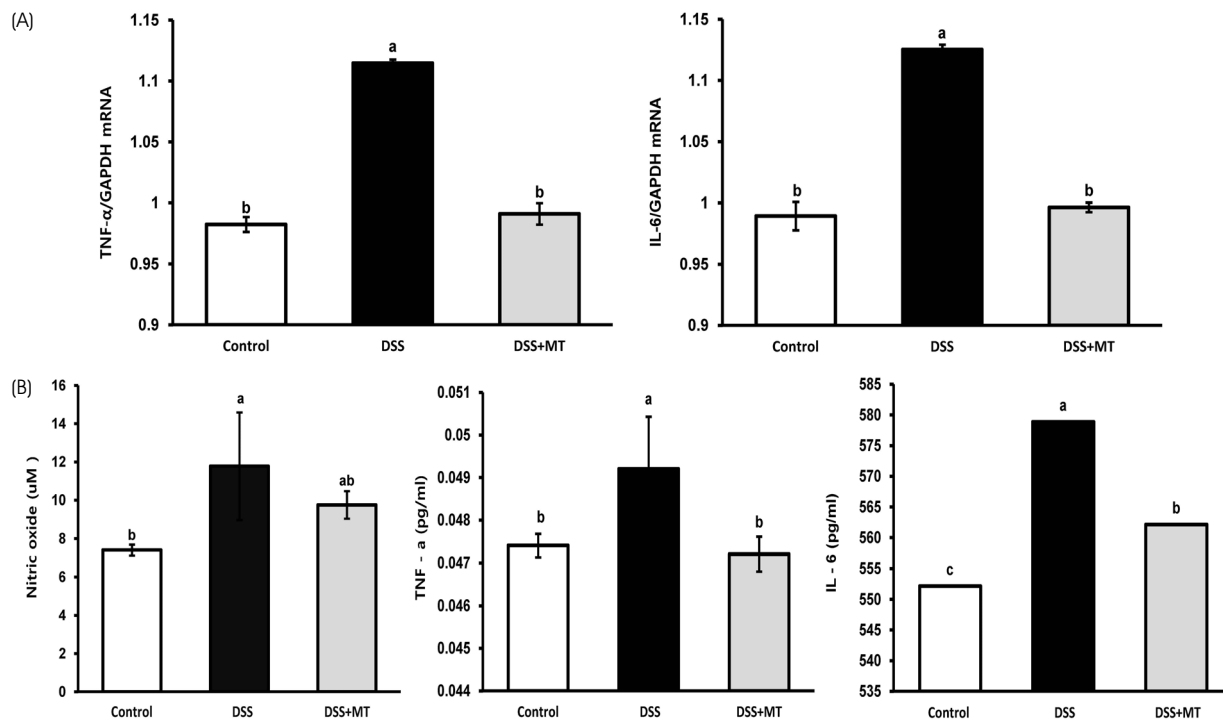 (A)
TNF-α/GAPDH mRNA
1.15
1.1
1.05
1
0.95
0.9
b
a
b
Control
DSS
DSS+MT
IL-6/GAPDH mRNA
1.15
1.1
1.05
1
0.95
0.9
b
a
b
Control
DSS
DSS+MT
(B)
Nitric oxide (uM)
16
14
12
10
8
6
4
2
0
b
a
ab
Control
DSS
DSS+MT
TNF - a (pg/ml)
0.051
0.05
0.049
0.048
0.047
0.046
0.045
0.044
b
a
b
Control
DSS
DSS+MT
IL - 6 (pg/ml)
585
580
575
570
565
560
555
550
545
540
535
c
a
b
Control
DSS
DSS+MT